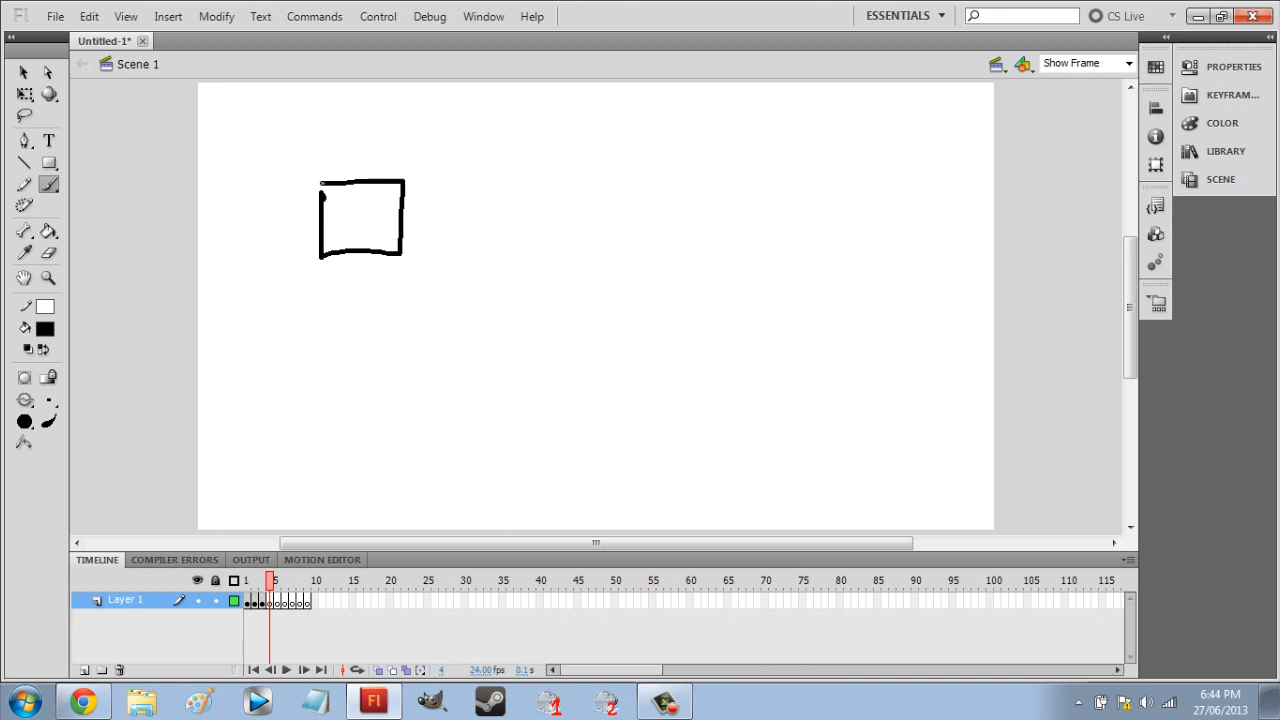 Fl File Edit View Insert Modify Text Commands Control Debug Window Help ESSENTIALS CS Live
Untitled-1*
Scene 1 Show Frame
PROPERTIES
KEYFRAM...
COLOR
LIBRARY
SCENE
T
TIMELINE COMPILER ERRORS OUTPUT MOTION EDITOR
1 5 10 15 20 25 30 35 40 45 50 55 60 65 70 75 80 85 90 95 100 105 110 115
Layer 1
4 24.00 fps 0.1 s
Fl 1 2
6:44 PM
27/06/2013